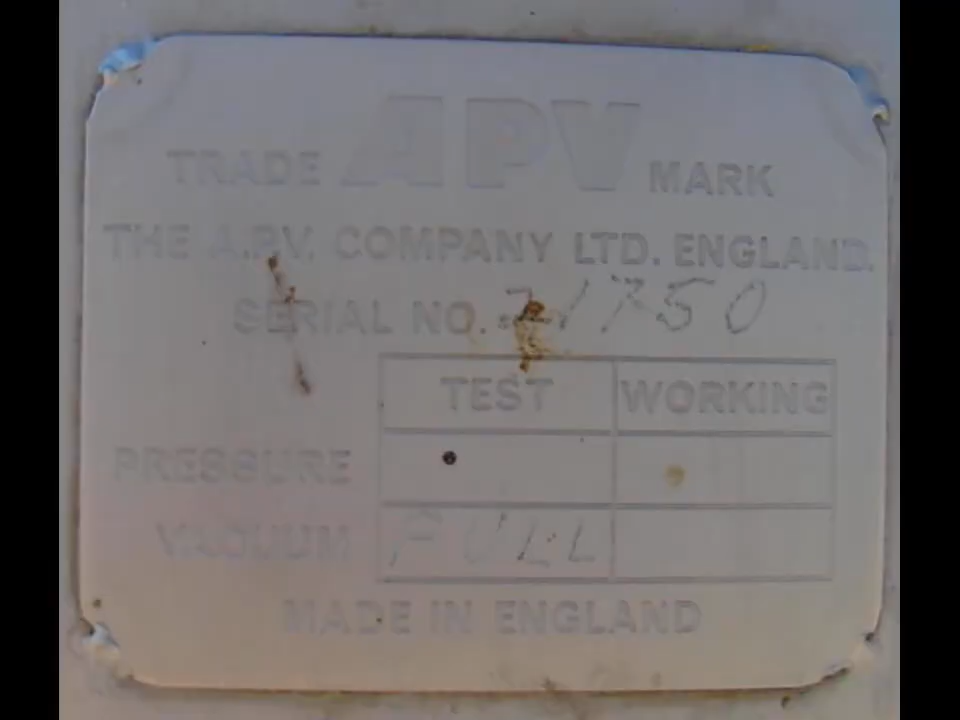 TRADE APV MARK
THE A.P.V. COMPANY LTD. ENGLAND.
SERIAL NO.
TEST WORKING
PRESSURE
VACUUM FULL
MADE IN ENGLAND